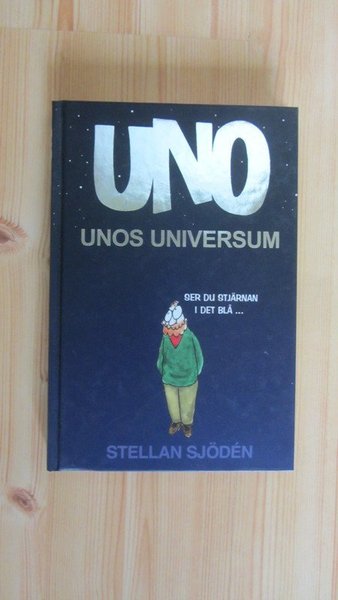 UNO
UNOS UNIVERSUM
SER DU STJÄRNAN
I DET BLÅ ...
STELLAN SJÖDÉN